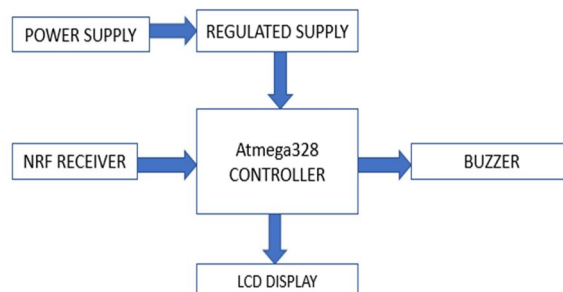 POWER SUPPLY
REGULATED SUPPLY
NRF RECEIVER
Atmega328
CONTROLLER
BUZZER
LCD DISPLAY